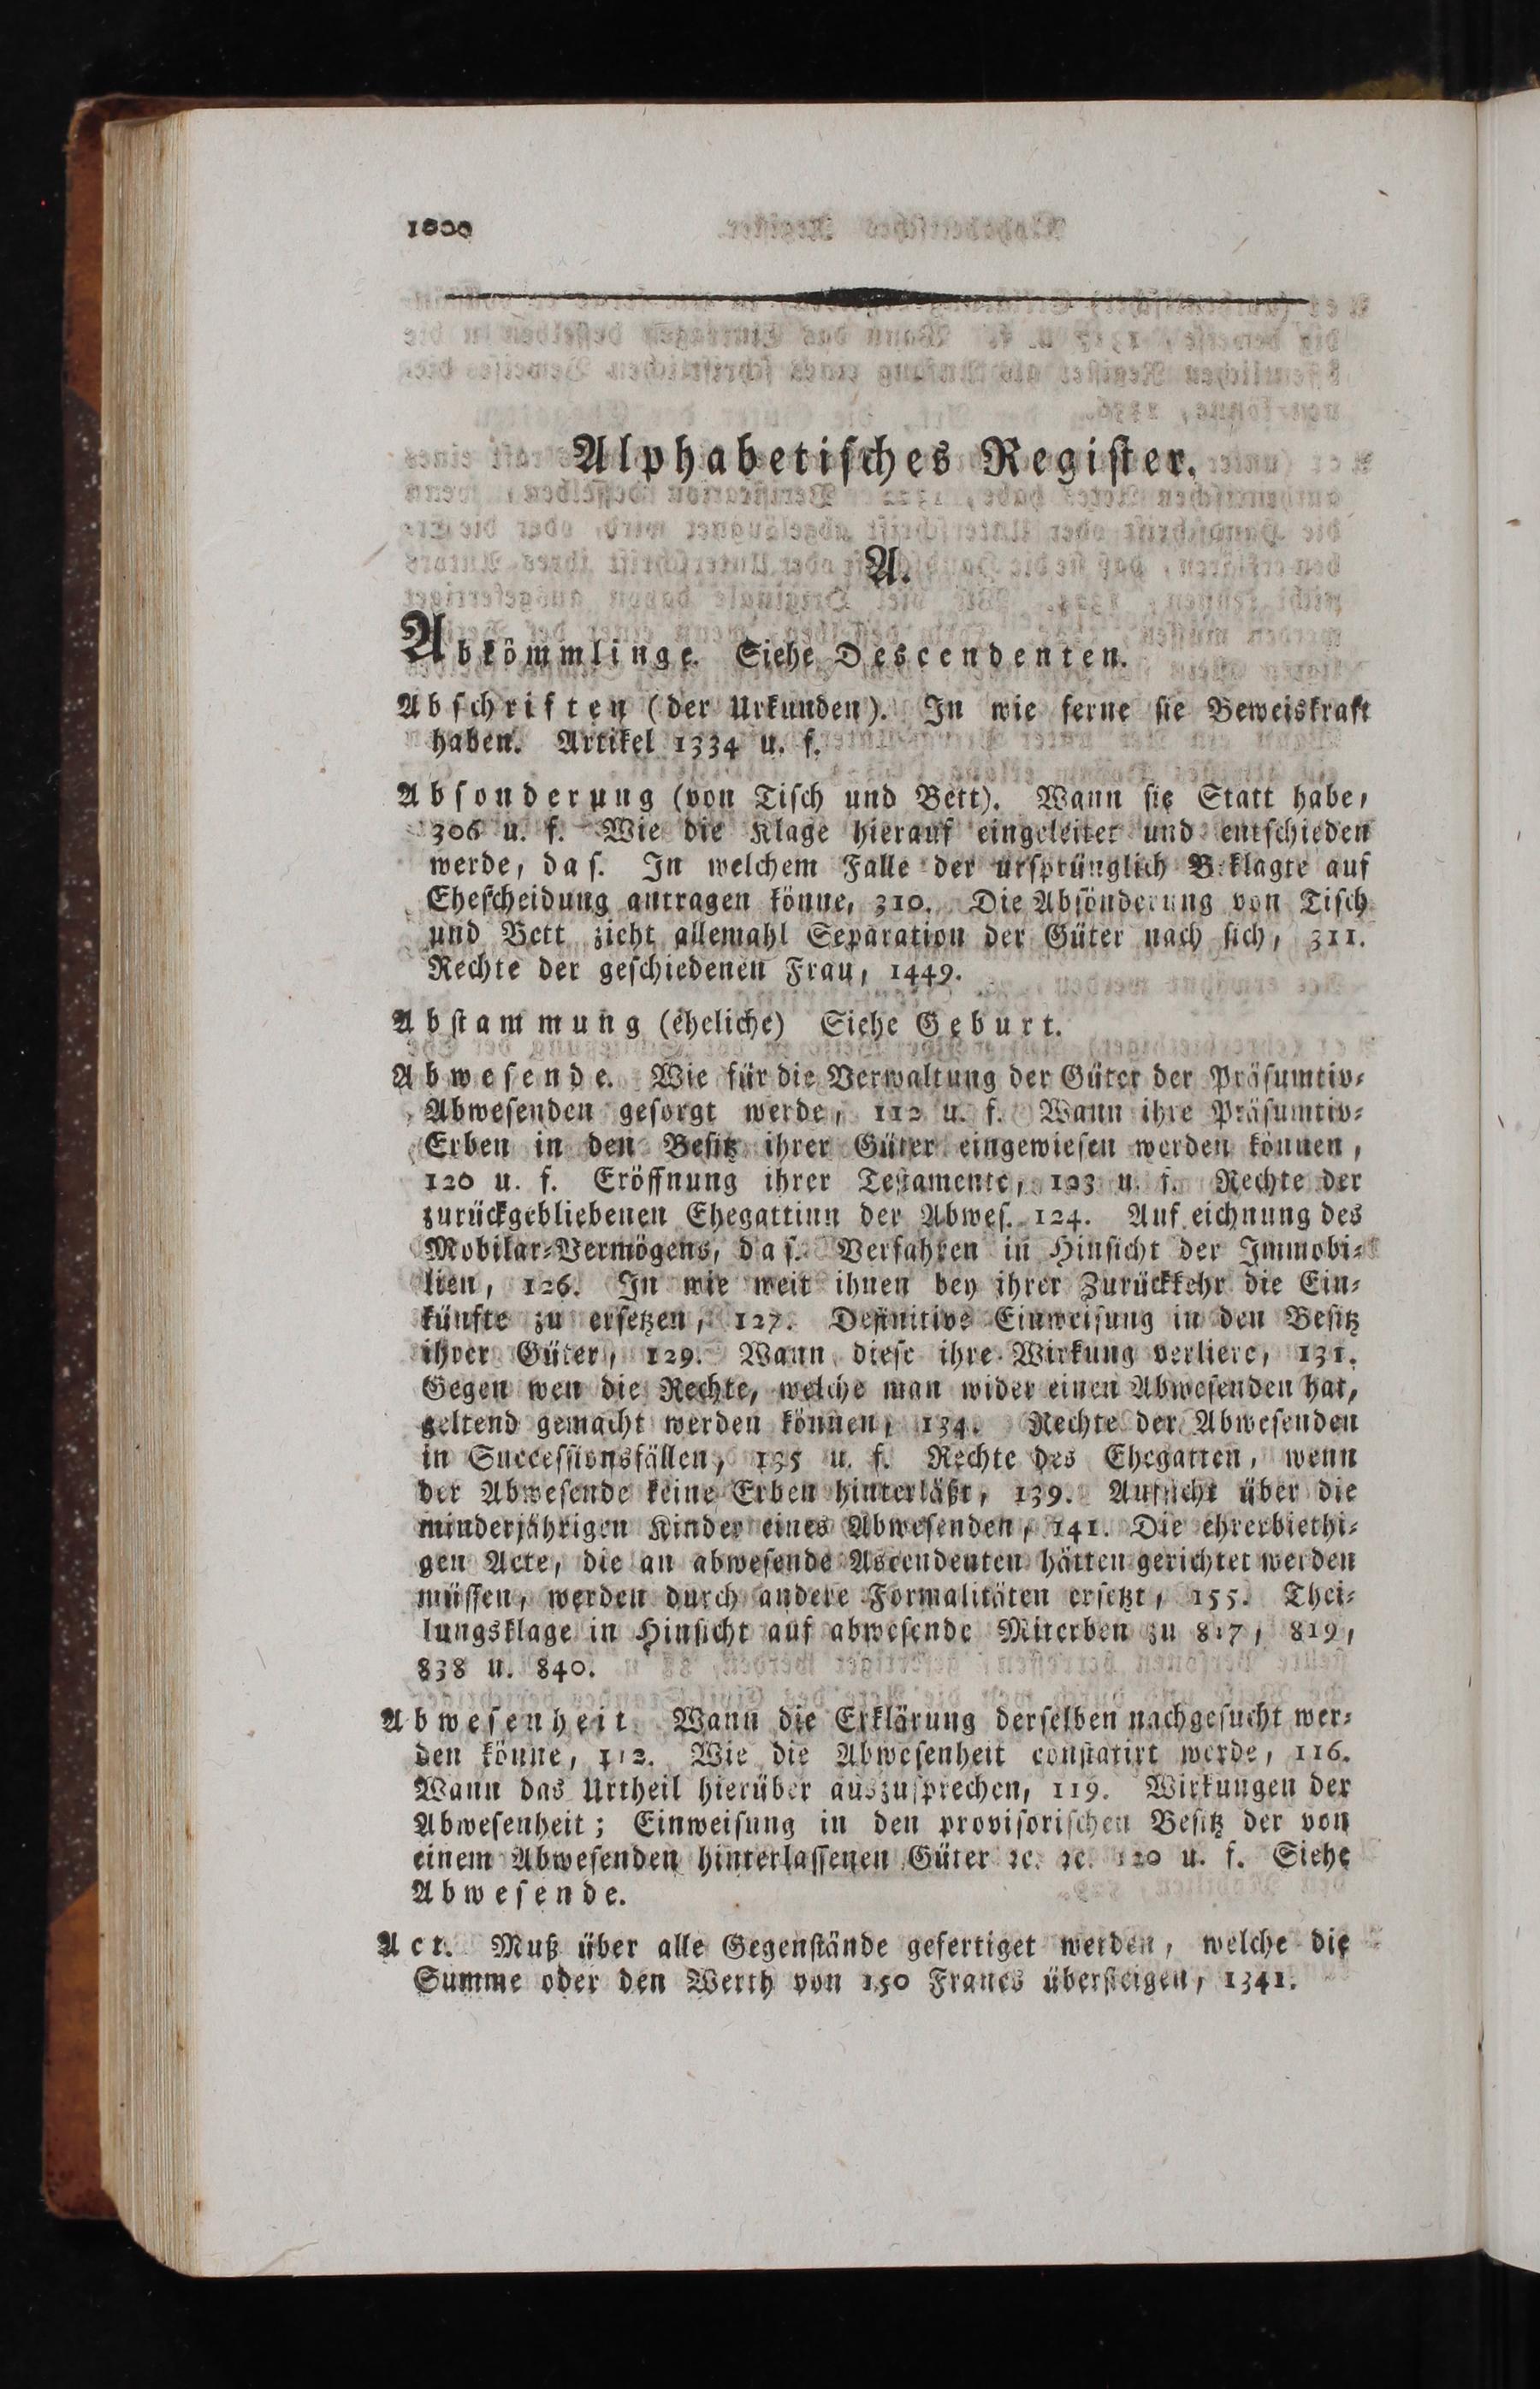 1000
Alphabetisches Register.
A.
Abkömmlinge. Siehe Descendenten.
Abschriften (der Urkunden). In wie ferne sie Beweiskraft
haben. Artikel 1334 u. f.
Absonderung (von Tisch und Bett). Wann sie Statt habe,
306 u. f. Wie die Klage hierauf eingeleitet und entschieden
werde, das. In welchem Falle der ursprünglich B.klagte auf
Ehescheidung antragen könne, 310. Die Absönderung von Tisch
und Bett zieht allemahl Separation der Güter nach sich, 311.
Rechte der geschiedenen Frau, 1449.
Abstammung (eheliche) Siehe Geburt.
Abwesende. Wie für die Verwaltung der Güter der Präsumtiv-
Abwesenden gesorgt werde, 112 u. f. Wann ihre Präsumtiv-
Erben in den Besitz ihrer Güter eingewiesen werden können,
120 u. f. Eröffnung ihrer Testamente, 123 u. f. Rechte der
zurückgebliebenen Ehegattinn der Abwes. 124. Auf eichnung des
Mobilar-Vermögens, das. Verfahren in Hinsicht der Immobi-
lien, 126. In wie weit ihnen bey ihrer Zurückkehr die Ein-
künfte zu ersetzen, 127. Definitive Einweisung in den Besitz
ihrer Güter, 129. Wann diese ihre Wirkung verliere, 131.
Gegen wen die Rechte, welche man wider einen Abwesenden hat,
geltend gemacht werden können, 134. Rechte der Abwesenden
in Successionsfällen, 135 u. f. Rechte des Ehegatten, wenn
der Abwesende keine Erben hinterläßt, 139. Aufsicht über die
minderjährigen Kinder eines Abwesenden, 141. Die ehrerbiethi-
gen Acte, die an abwesende Ascendenten hätten gerichtet werden
müssen, werden durch andere Formalitäten ersetzt, 155. Thei-
lungsklage in Hinsicht auf abwesende Miterben zu 817, 819,
838 u. 840.
Abwesenheit. Wann die Erklärung derselben nachgesucht wer-
den könne, 112. Wie die Abwesenheit constatirt werde, 116.
Wann das Urtheil hierüber auszusprechen, 119. Wirkungen der
Abwesenheit; Einweisung in den provisorischen Besitz der von
einem Abwesenden hinterlassenen Güter ꝛc. ꝛc. 120 u. f. Siehe
Abwesende.
Act. Muß über alle Gegenstände gefertiget werden, welche die
Summe oder den Werth von 150 Francs übersteigen, 1341.